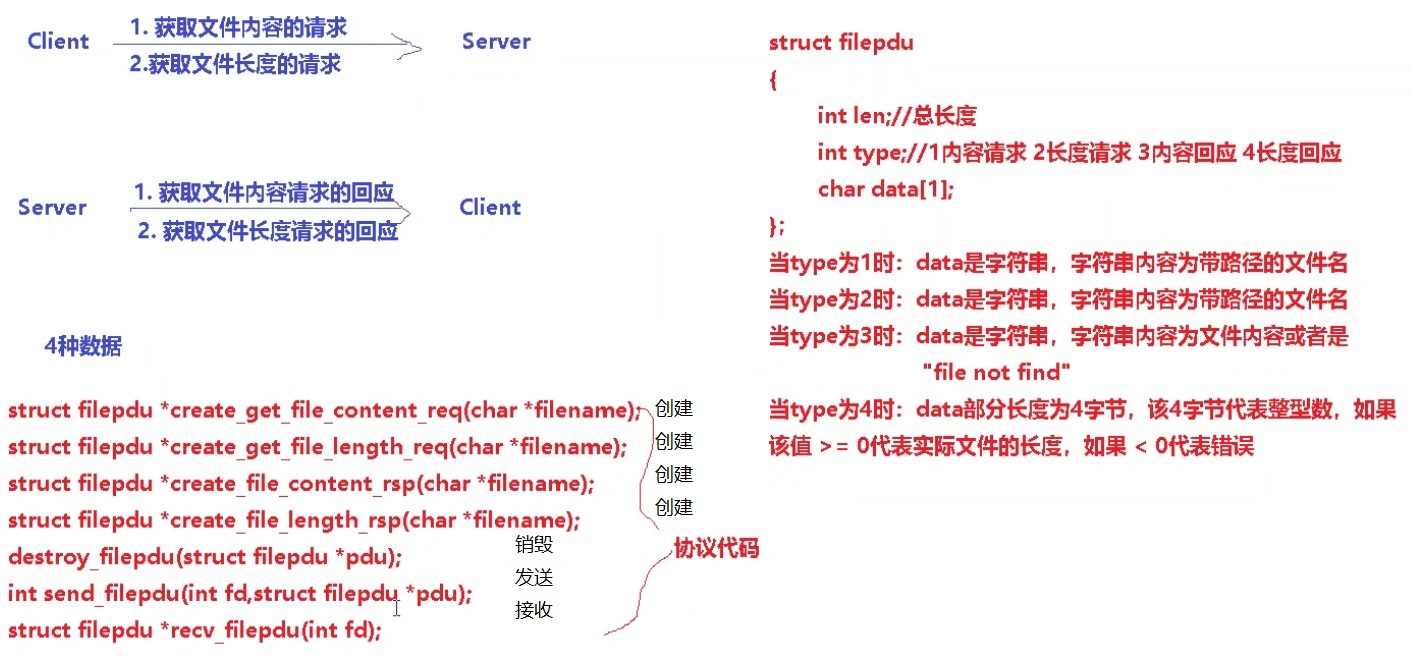 Client
1. 获取文件内容的请求
2.获取文件长度的请求
Server
Server
1. 获取文件内容请求的回应
2. 获取文件长度请求的回应
Client
4种数据
struct filepdu *create_get_file_content_req(char *filename); 创建
struct filepdu *create_get_file_length_req(char *filename); 创建
struct filepdu *create_file_content_rsp(char *filename); 创建
struct filepdu *create_file_length_rsp(char *filename); 创建
destroy_filepdu(struct filepdu *pdu); 销毁
int send_filepdu(int fd,struct filepdu *pdu); 发送
struct filepdu *recv_filepdu(int fd); 接收
协议代码
struct filepdu
{
int len;//总长度
int type;//1内容请求 2长度请求 3内容回应 4长度回应
char data[1];
};
当type为1时：data是字符串，字符串内容为带路径的文件名
当type为2时：data是字符串，字符串内容为带路径的文件名
当type为3时：data是字符串，字符串内容为文件内容或者是
"file not find"
当type为4时：data部分长度为4字节，该4字节代表整型数，如果
该值 >= 0代表实际文件的长度，如果 < 0代表错误